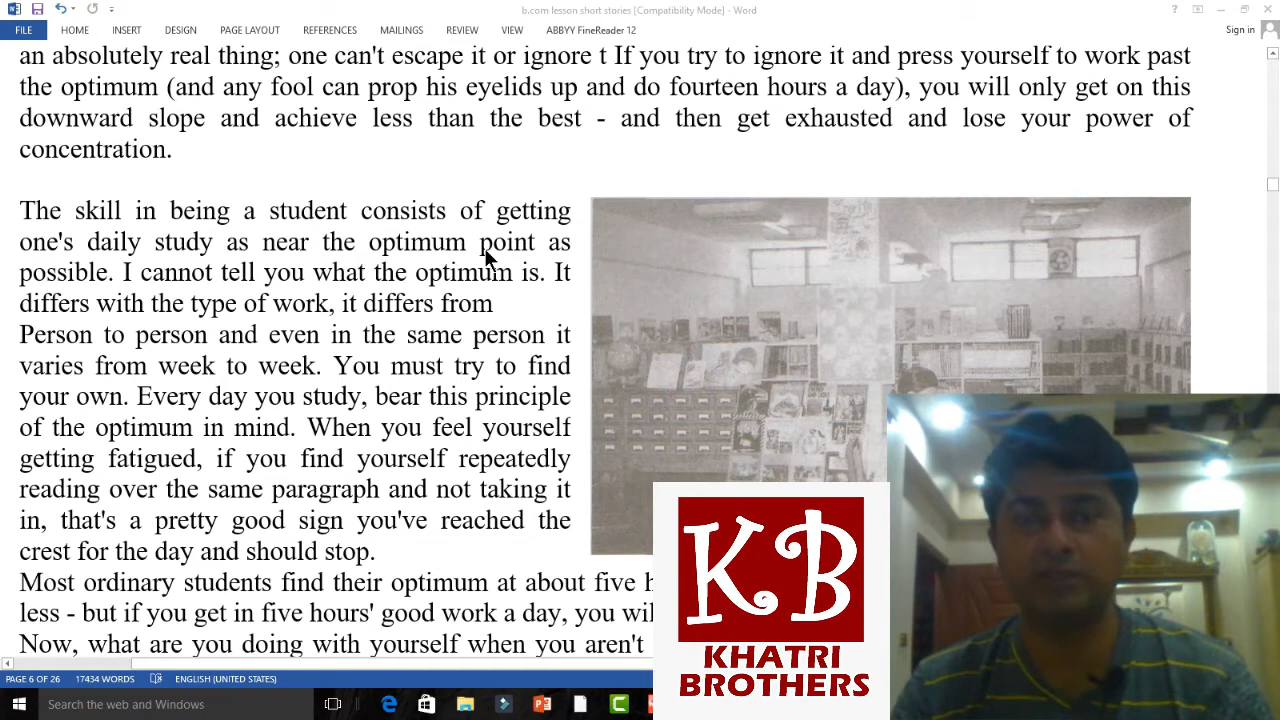 b.com lesson short stories [Compatibility Mode] - Word
Sign in
FILE HOME INSERT DESIGN PAGE LAYOUT REFERENCES MAILINGS REVIEW VIEW ABBYY FineReader 12
an absolutely real thing; one can't escape it or ignore t If you try to ignore it and press yourself to work past
the optimum (and any fool can prop his eyelids up and do fourteen hours a day), you will only get on this
downward slope and achieve less than the best - and then get exhausted and lose your power of
concentration.
The skill in being a student consists of getting
one's daily study as near the optimum point as
possible. I cannot tell you what the optimum is. It
differs with the type of work, it differs from
Person to person and even in the same person it
varies from week to week. You must try to find
your own. Every day you study, bear this principle
of the optimum in mind. When you feel yourself
getting fatigued, if you find yourself repeatedly
reading over the same paragraph and not taking it
in, that's a pretty good sign you've reached the
crest for the day and should stop.
Most ordinary students find their optimum at about five h
less - but if you get in five hours' good work a day, you wil
Now, what are you doing with yourself when you aren't
KB
KHATRI
BROTHERS
PAGE 6 OF 26 17434 WORDS ENGLISH (UNITED STATES)
Search the web and Windows